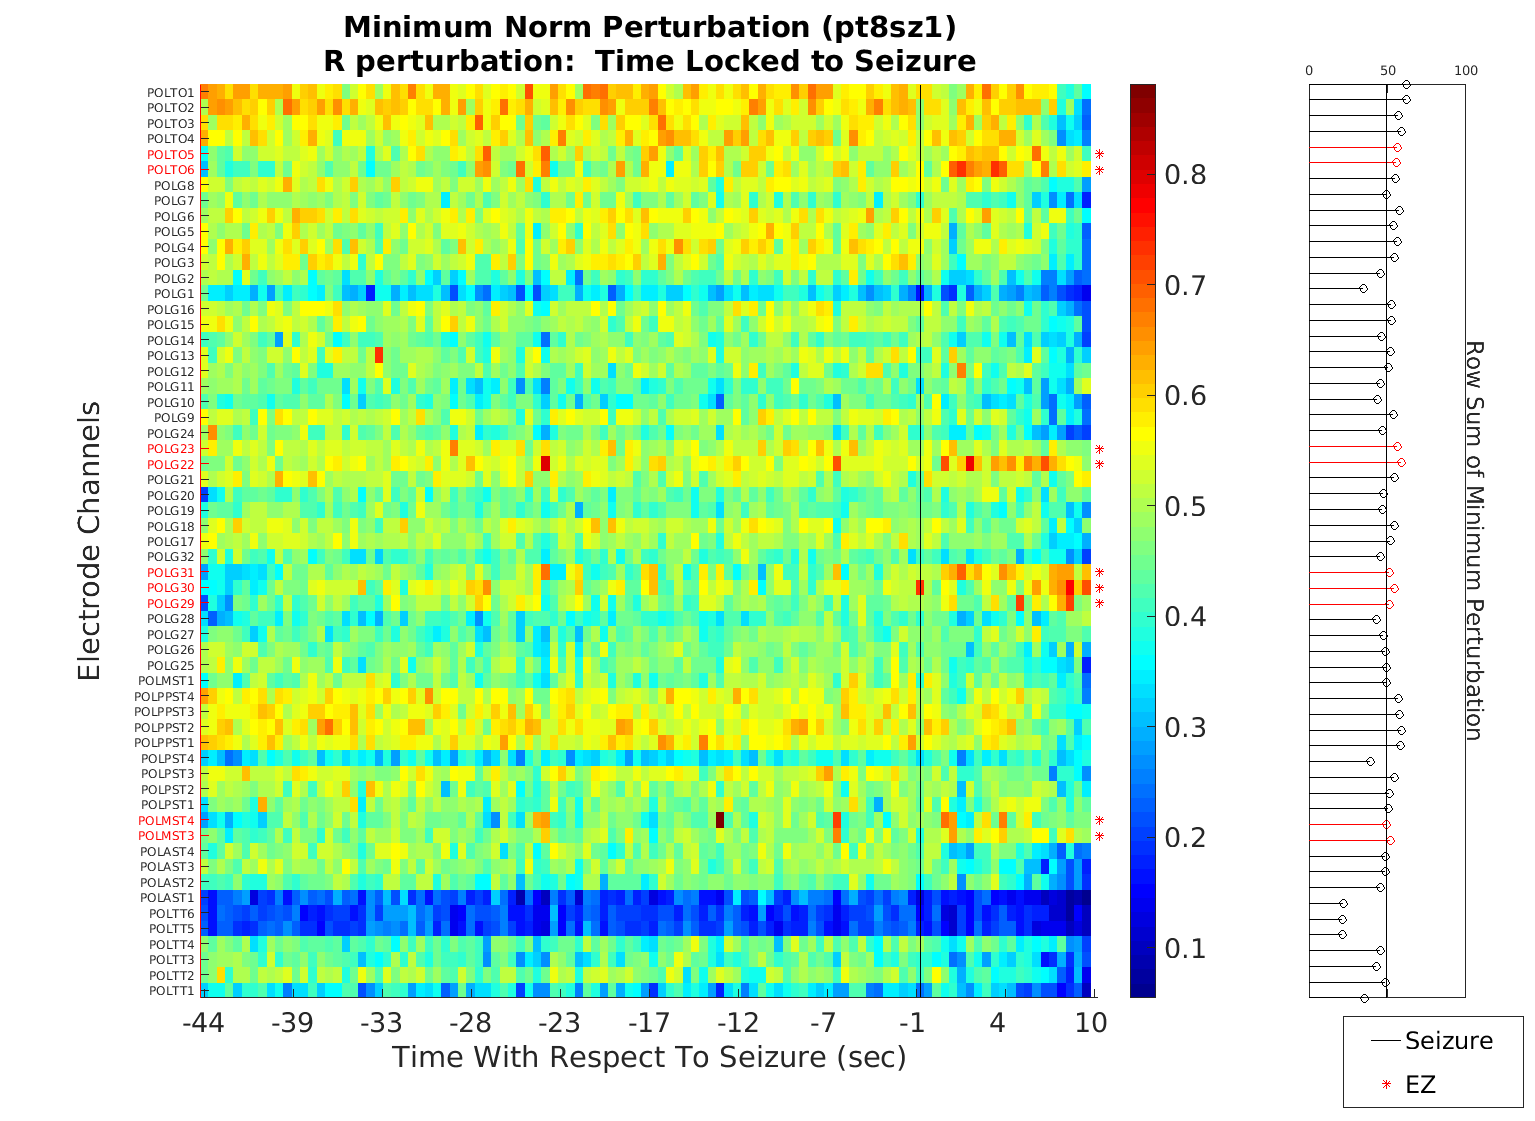 Minimum Norm Perturbation (pt8sz1)
R perturbation: Time Locked to Seizure
Electrode Channels
POLTO1
POLTO2
POLTO3
POLTO4
POLTO5
POLTO6
POLG8
POLG7
POLG6
POLG5
POLG4
POLG3
POLG2
POLG1
POLG16
POLG15
POLG14
POLG13
POLG12
POLG11
POLG10
POLG9
POLG24
POLG23
POLG22
POLG21
POLG20
POLG19
POLG18
POLG17
POLG32
POLG31
POLG30
POLG29
POLG28
POLG27
POLG26
POLG25
POLMST1
POLPPST4
POLPPST3
POLPPST2
POLPPST1
POLPST4
POLPST3
POLPST2
POLPST1
POLMST4
POLMST3
POLAST4
POLAST3
POLAST2
POLAST1
POLTT6
POLTT5
POLTT4
POLTT3
POLTT2
POLTT1
-44 -39 -33 -28 -23 -17 -12 -7 -1 4 10
Time With Respect To Seizure (sec)
0.8
0.7
0.6
0.5
0.4
0.3
0.2
0.1
0 50 100
Row Sum of Minimum Perturbation
Seizure
EZ